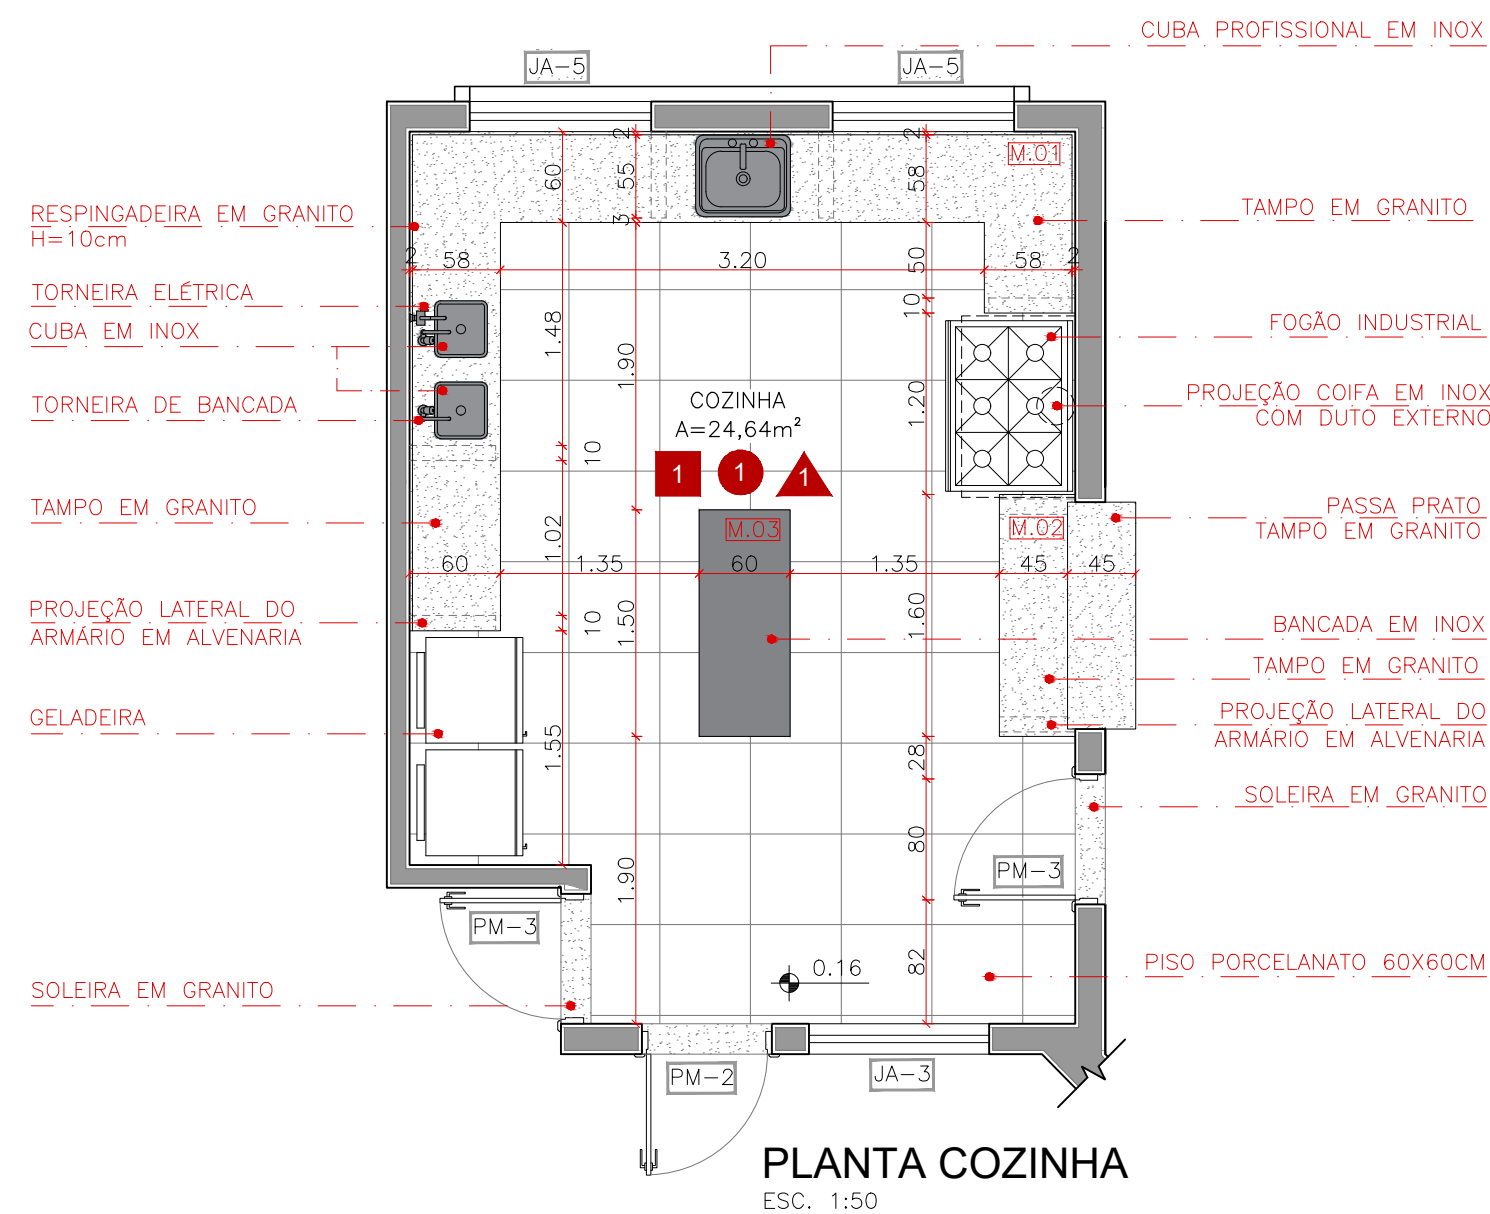 CUBA PROFISSIONAL EM INOX
JA-5
JA-5
M.01
2
55
3
60
2
58
RESPINGADEIRA EM GRANITO
H=10cm
TAMPO EM GRANITO
2
58
3.20
58
2
50
10
TORNEIRA ELÉTRICA
CUBA EM INOX
TORNEIRA DE BANCADA
FOGÃO INDUSTRIAL
PROJEÇÃO COIFA EM INOX
COM DUTO EXTERNO
1.48
1.90
1.20
COZINHA
A=24,64m²
1
1
1
10
TAMPO EM GRANITO
M.03
M.02
PASSA PRATO
TAMPO EM GRANITO
1.02
60
1.35
60
1.35
45
45
PROJEÇÃO LATERAL DO
ARMÁRIO EM ALVENARIA
10
1.50
1.60
BANCADA EM INOX
TAMPO EM GRANITO
PROJEÇÃO LATERAL DO
ARMÁRIO EM ALVENARIA
GELADEIRA
1.55
28
SOLEIRA EM GRANITO
80
PM-3
1.90
PM-3
82
0.16
PISO PORCELANATO 60X60CM
SOLEIRA EM GRANITO
PM-2
JA-3
PLANTA COZINHA
ESC. 1:50